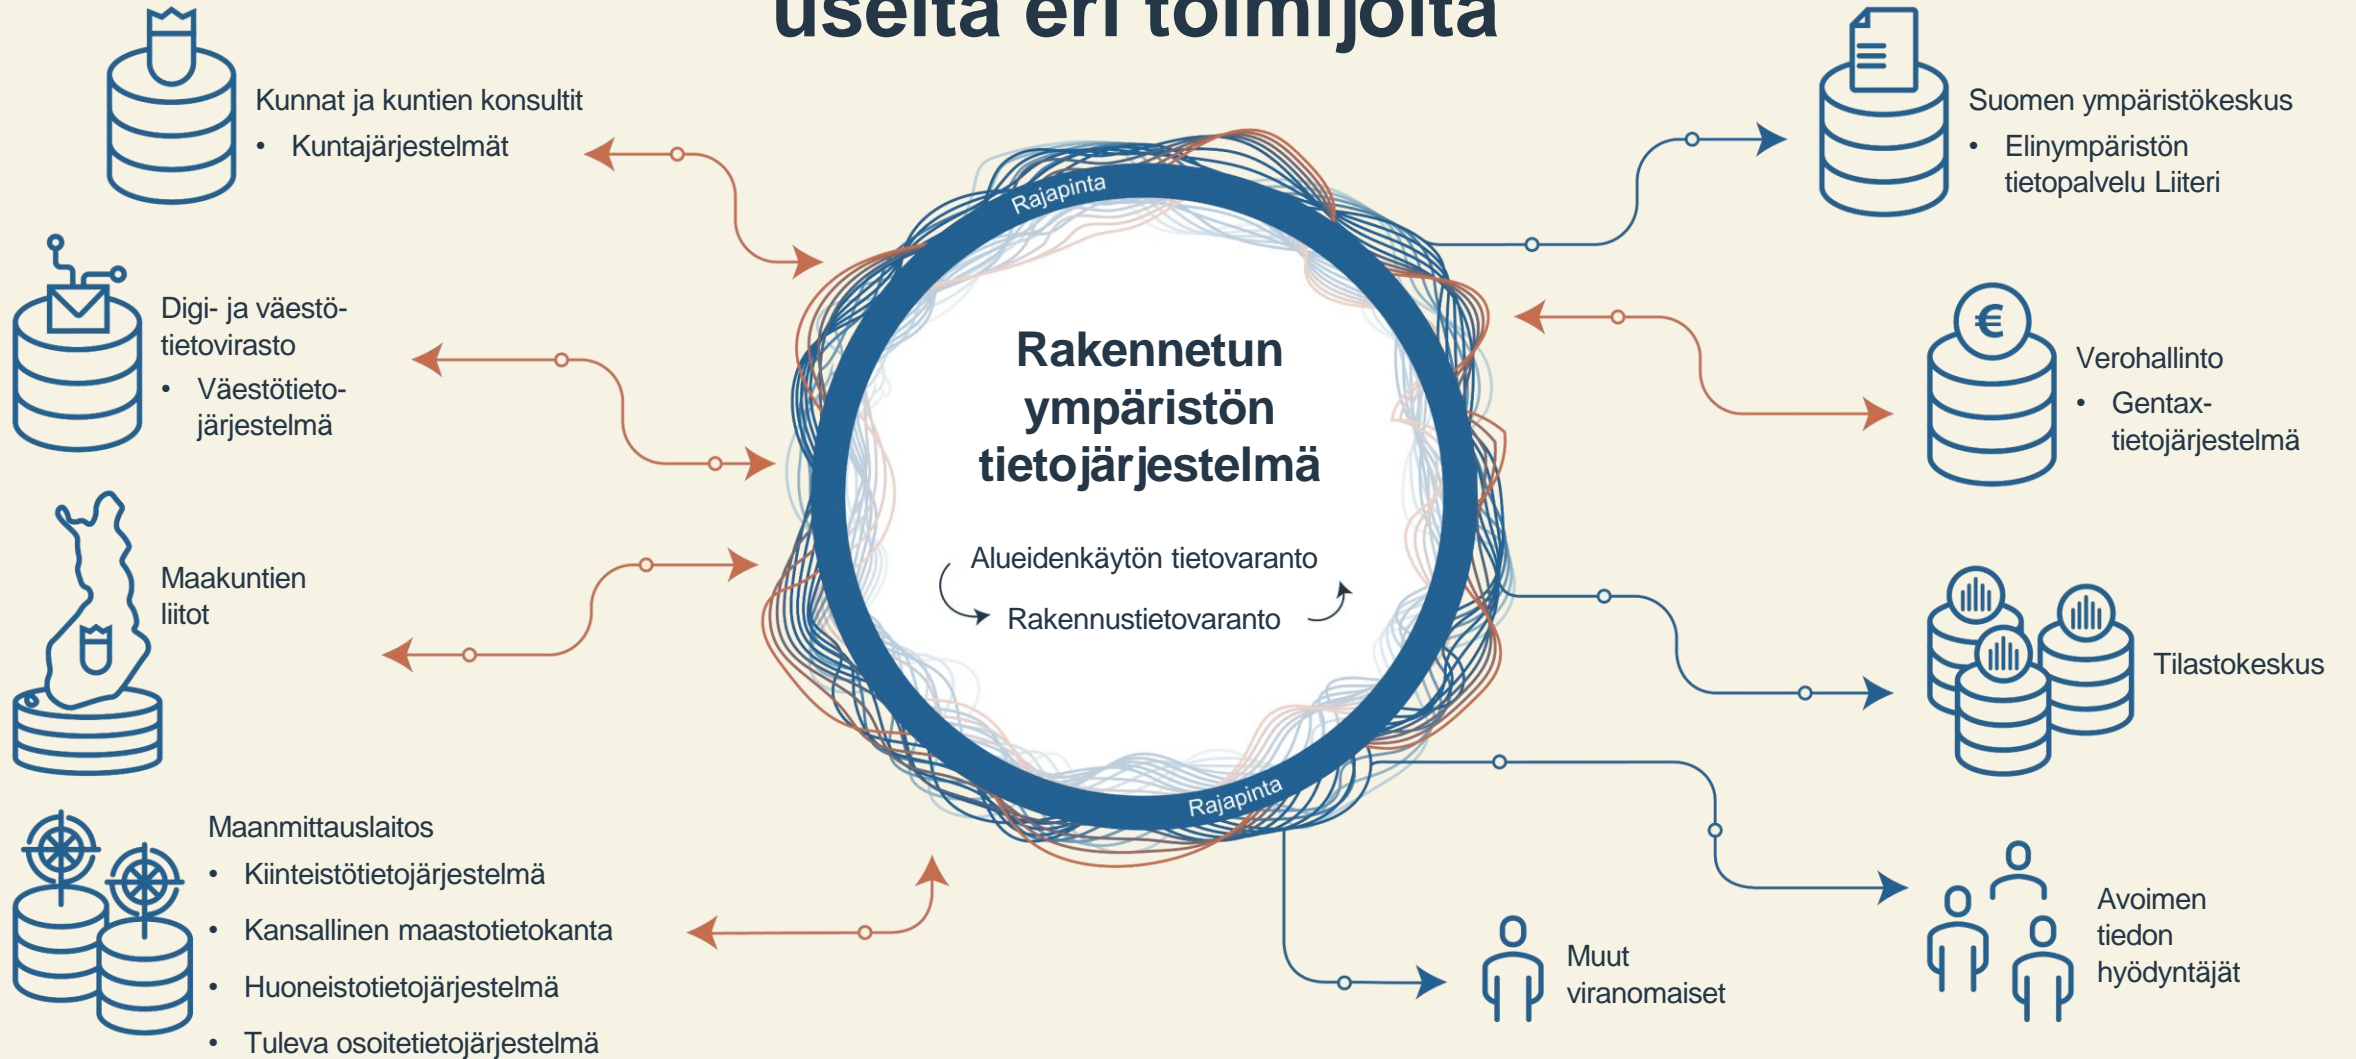 useita eri toimijoita
Kunnat ja kuntien konsultit
• Kuntajärjestelmät
Digi- ja väestö-
tietovirasto
• Väestötieto-
järjestelmä
Maakuntien
liitot
Maanmittauslaitos
• Kiinteistötietojärjestelmä
• Kansallinen maastotietokanta
• Huoneistotietojärjestelmä
• Tuleva osoitetietojärjestelmä
Rajapinta
Rakennetun
ympäristön
tietojärjestelmä
Alueidenkäytön tietovaranto
Rakennustietovaranto
Rajapinta
Suomen ympäristökeskus
• Elinympäristön
tietopalvelu Liiteri
€
Verohallinto
• Gentax-
tietojärjestelmä
Tilastokeskus
Avoimen
tiedon
hyödyntäjät
Muut
viranomaiset